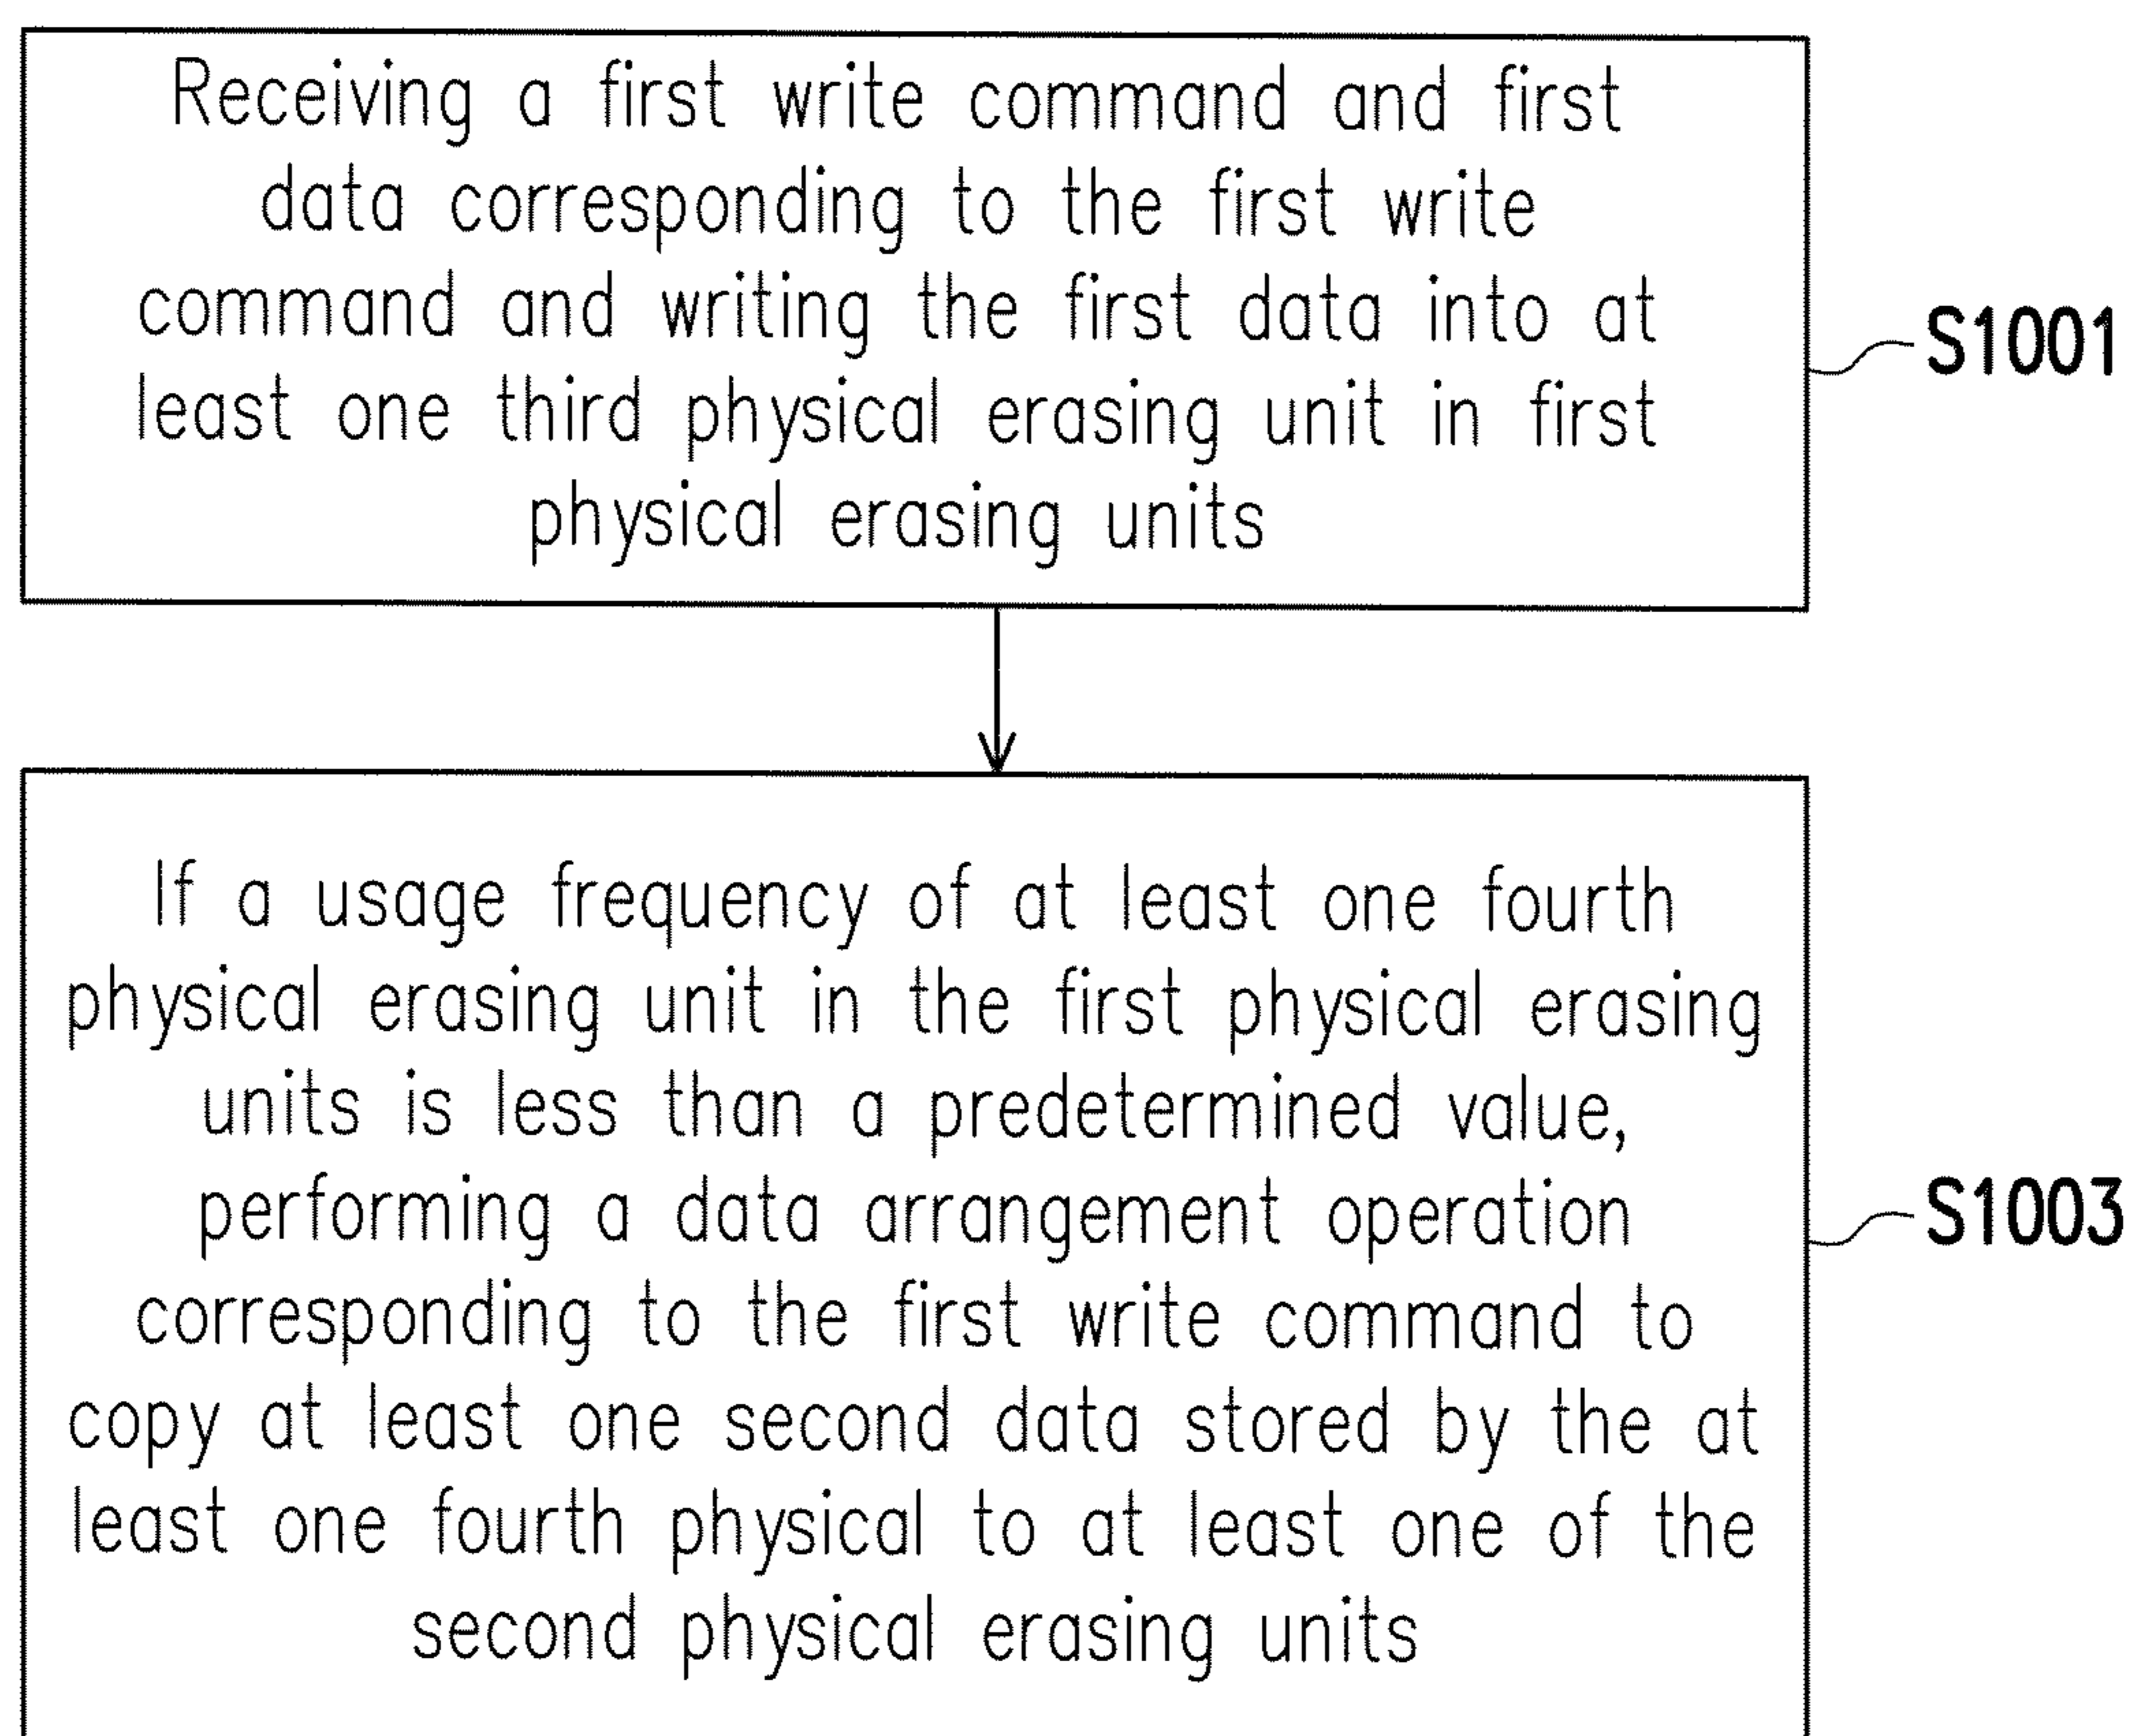 Receiving a first write command and first
data corresponding to the first write
command and writing the first data into at
least one third physical erasing unit in first
physical erasing units
S1001
If a usage frequency of at least one fourth
physical erasing unit in the first physical erasing
units is less than a predetermined value,
performing a data arrangement operation
corresponding to the first write command to
copy at least one second data stored by the at
least one fourth physical to at least one of the
second physical erasing units
S1003